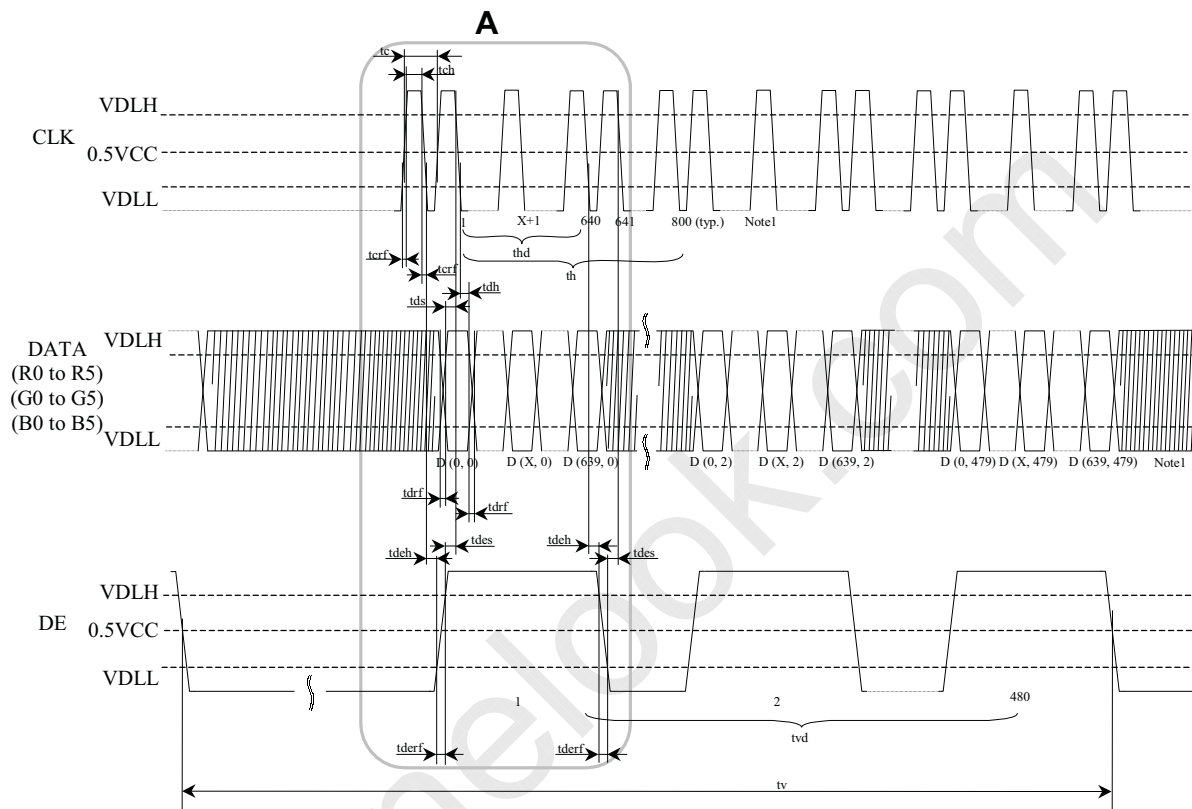 A
tc
tch
VDLH
CLK
0.5VCC
VDLL
1 X+1 640 641 800 (typ.) Note1
thd
th
tcrf
tcrf
tdh
tds
VDLH
DATA
(R0 to R5)
(G0 to G5)
(B0 to B5)
VDLL
D (0, 0) D (X, 0) D (639, 0) D (0, 2) D (X, 2) D (639, 2) D (0, 479) D (X, 479) D (639, 479) Note1
tdrf
tdrf
tdeh tdes tdeh tdes
VDLH
DE
0.5VCC
VDLL
1 2 480
tvd
tderf tderf
tv
melook.com